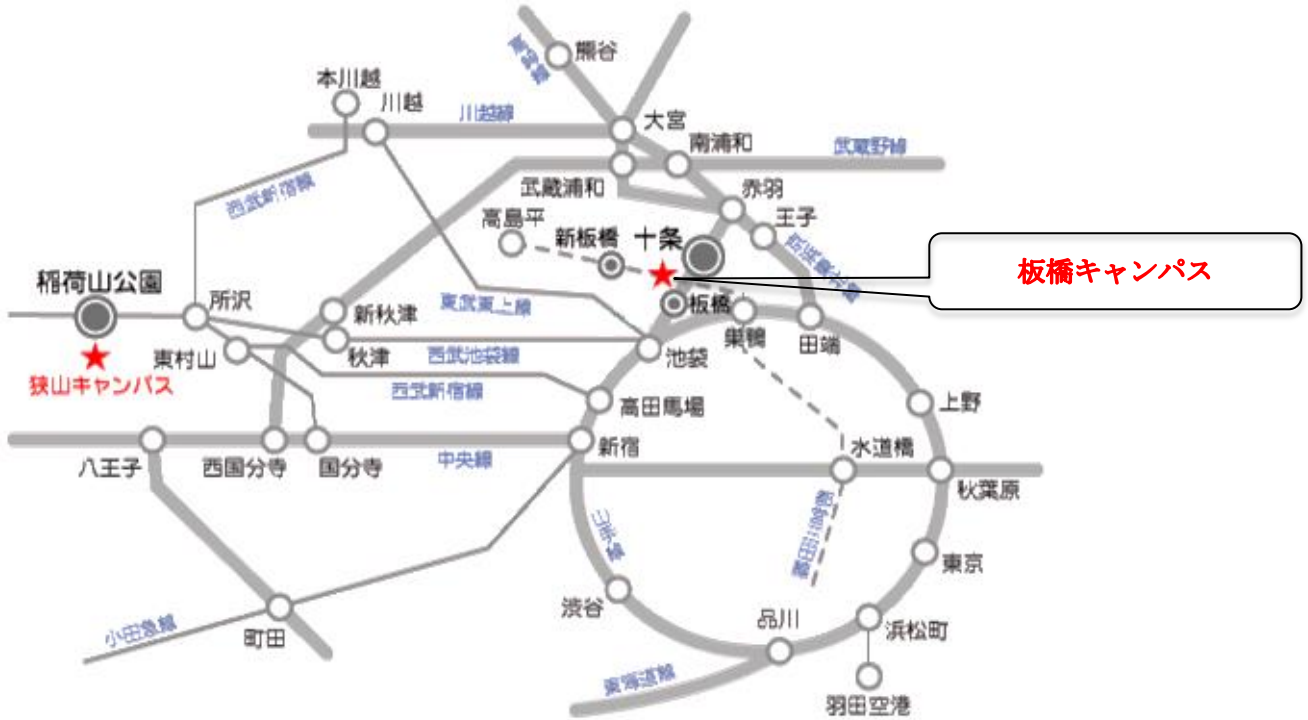 熊谷
高崎線
本川越
川越
川越線
大宮
南浦和
武蔵野線
武蔵浦和
赤羽
西武新宿線
高島平
新板橋
十条
王子
京浜東北線
板橋キャンパス
稲荷山公園
所沢
新秋津
東武東上線
板橋
巣鴨
田端
東村山
秋津
西武池袋線
池袋
狭山キャンパス
西武新宿線
高田馬場
上野
新宿
水道橋
八王子
西国分寺
国分寺
中央線
秋葉原
山手線
都営三田線
東京
渋谷
品川
浜松町
小田急線
町田
東海道線
羽田空港